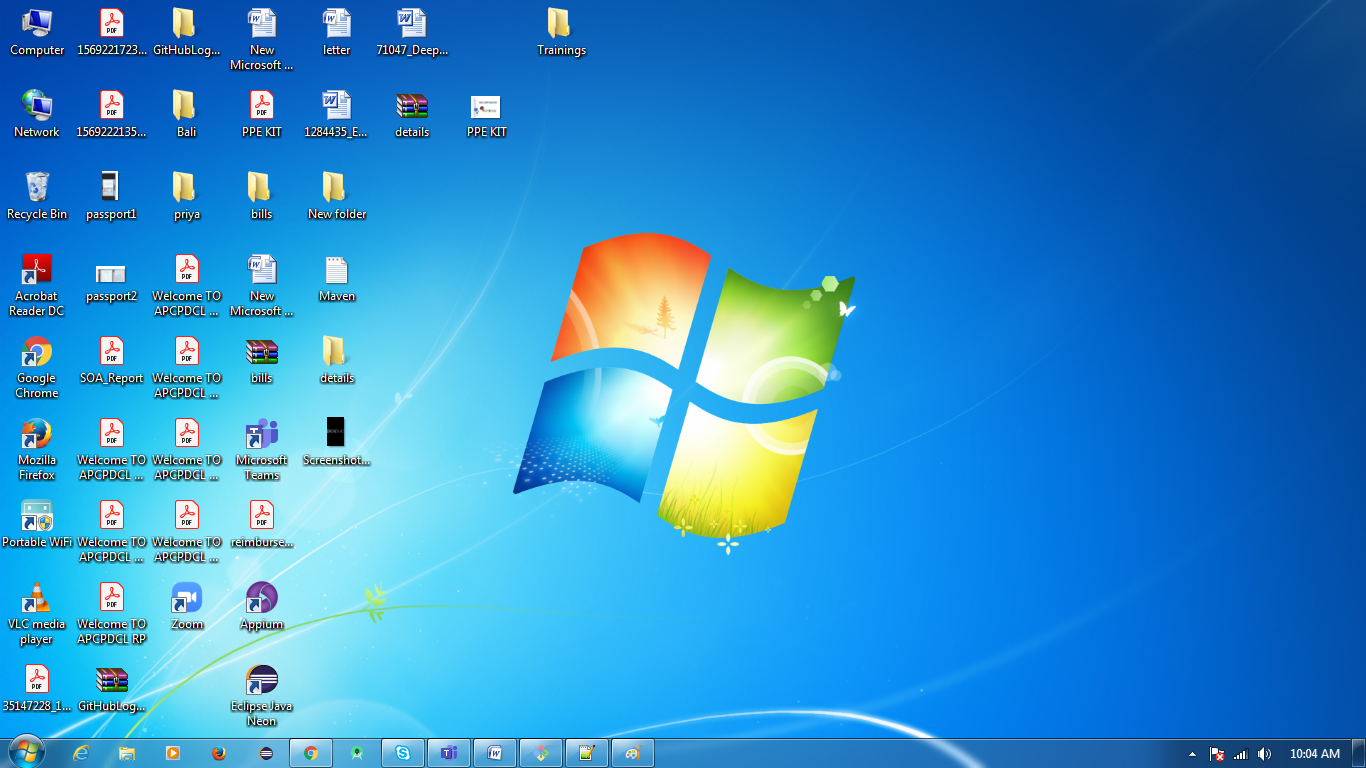 Computer
1569221723...
GitHubLog...
New
Microsoft ...
letter
71047_Deep...
Trainings
Network
1569222135...
Bali
PPE KIT
1284435_E...
details
PPE KIT
Recycle Bin
passport1
priya
bills
New folder
Acrobat
Reader DC
passport2
Welcome TO
APCPDCL ...
New
Microsoft ...
Maven
Google
Chrome
SOA_Report
Welcome TO
APCPDCL ...
bills
details
Mozilla
Firefox
Welcome TO
APCPDCL ...
Welcome TO
APCPDCL ...
Microsoft
Teams
Screenshot...
Portable WiFi
Welcome TO
APCPDCL ...
Welcome TO
APCPDCL ...
reimburse...
VLC media
player
Welcome TO
APCPDCL RP
Zoom
Appium
35147228_1...
GitHubLog...
Eclipse Java
Neon
10:04 AM